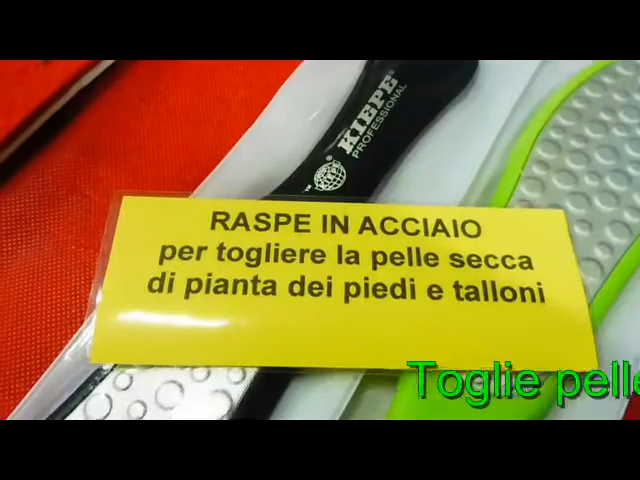 KIEPE
PROFESSIONAL
RASPE IN ACCIAIO
per togliere la pelle secca
di pianta dei piedi e talloni
Toglie pelle